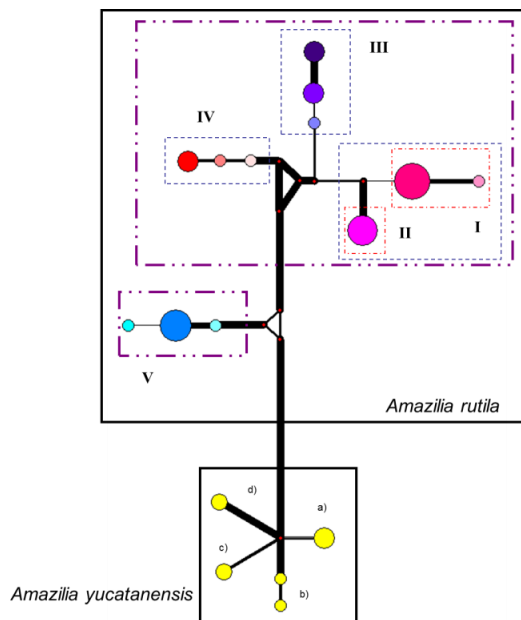 III
IV
II
I
V
Amazilia rutila
d)
a)
c)
b)
Amazilia yucatanensis